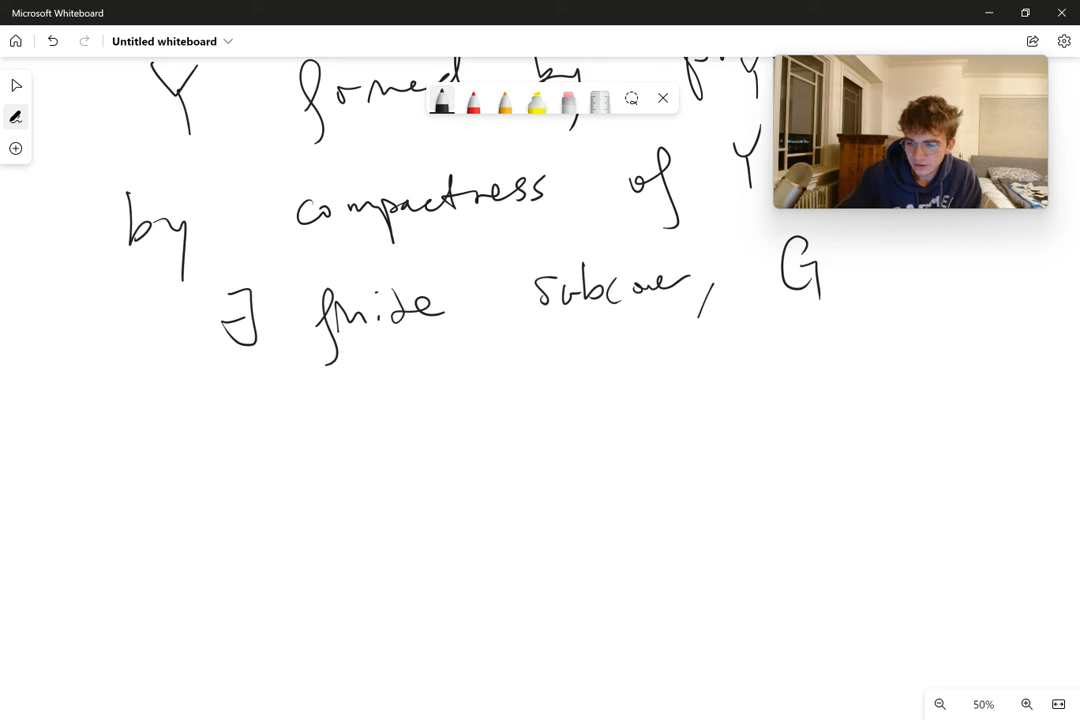 Microsoft Whiteboard
Untitled whiteboard
Y formed by
by compactness of Y
∃ finite subcover, G
50%